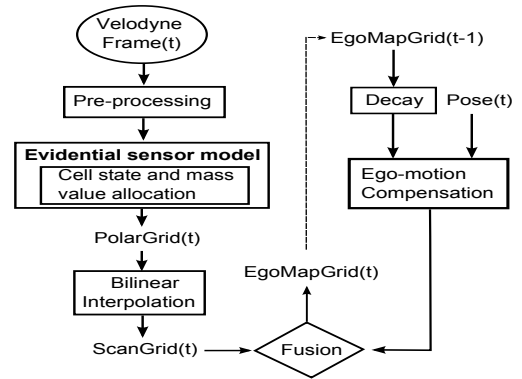 Velodyne
Frame(t)
Pre-processing
Evidential sensor model
Cell state and mass
value allocation
PolarGrid(t)
Bilinear
Interpolation
ScanGrid(t)
Fusion
EgoMapGrid(t)
EgoMapGrid(t-1)
Decay
Pose(t)
Ego-motion
Compensation